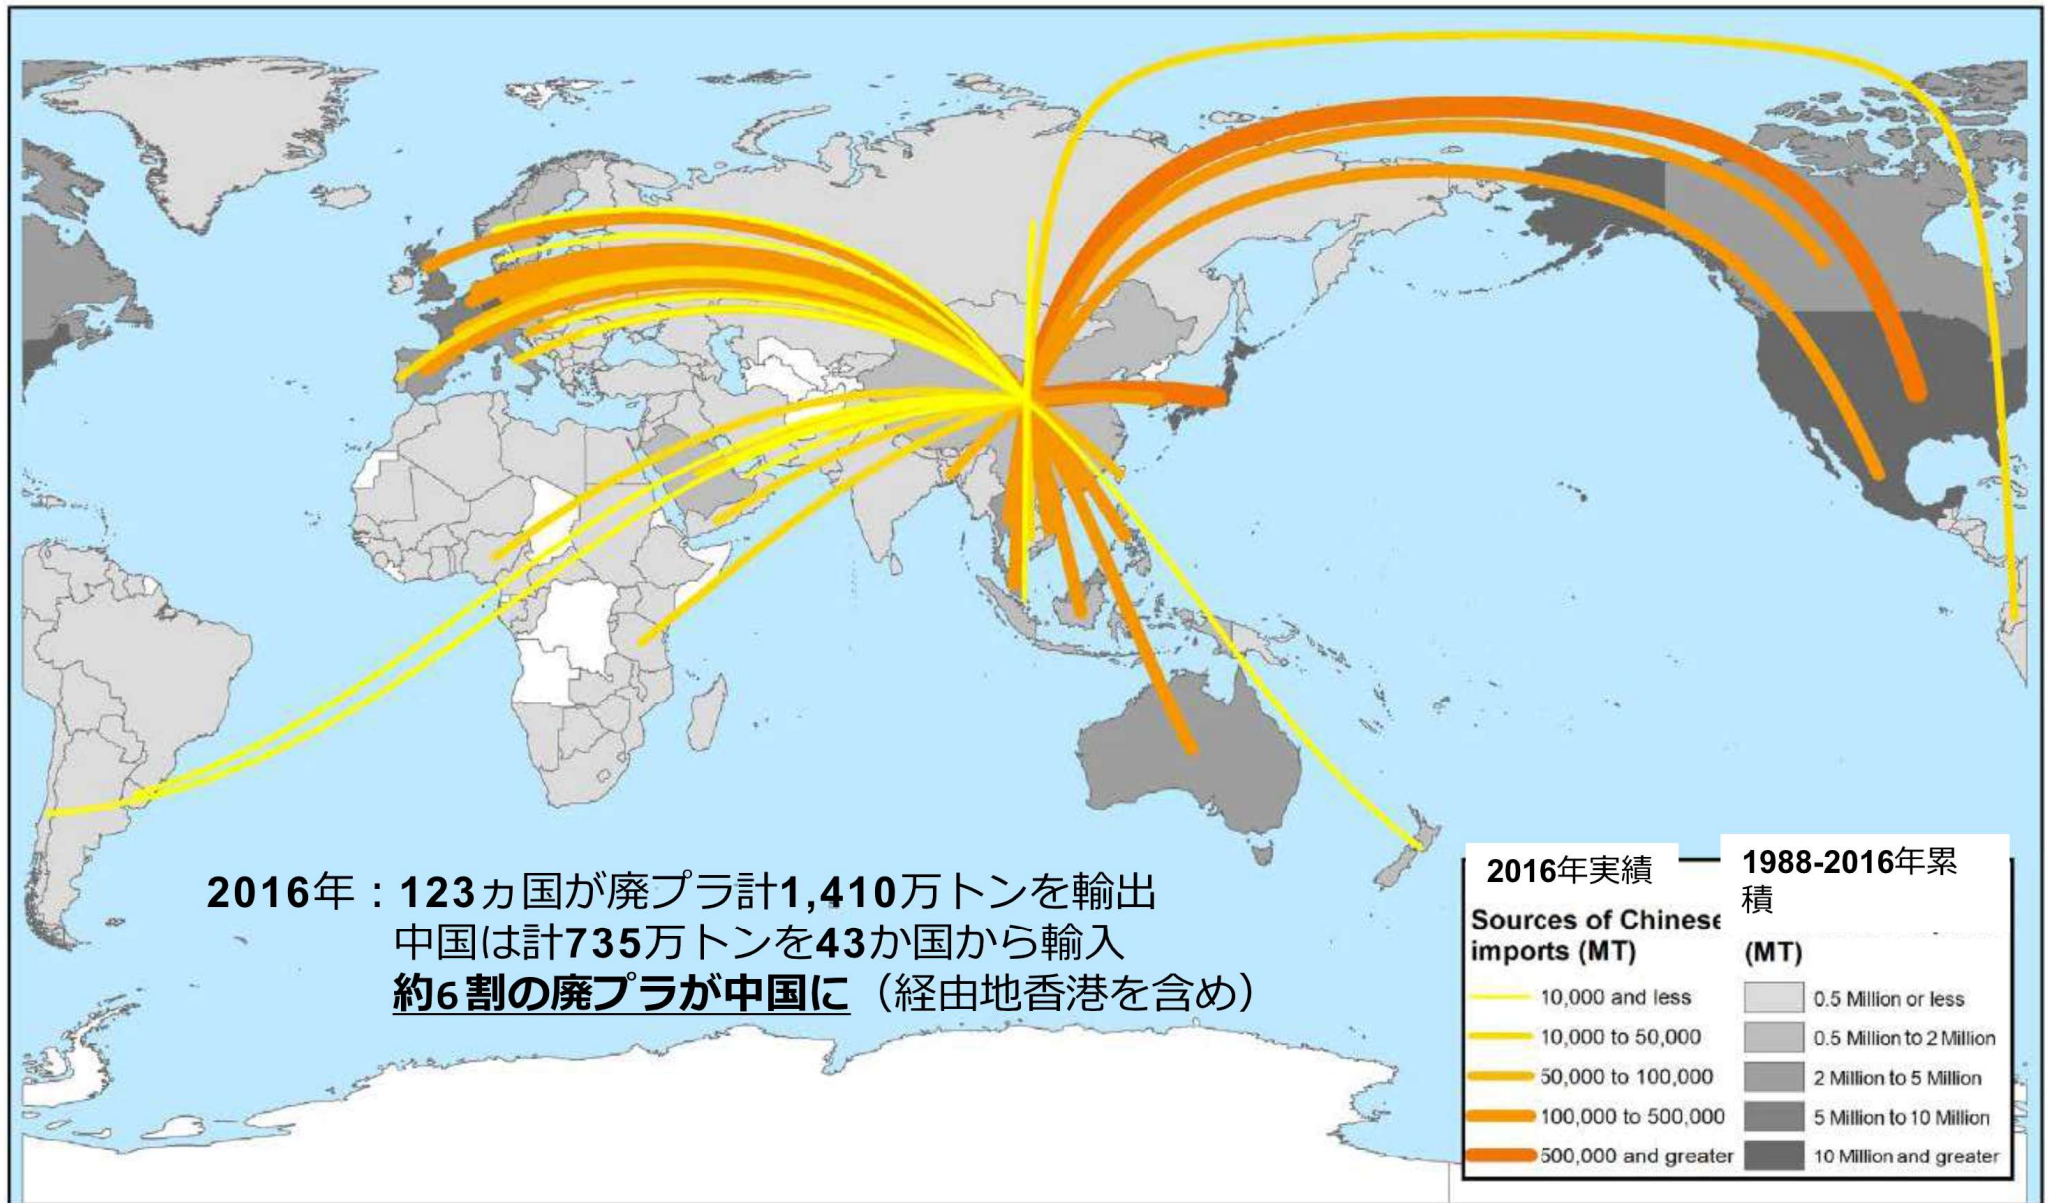 2016年：123ヵ国が廃プラ計1,410万トンを輸出
中国は計735万トンを43か国から輸入
約6割の廃プラが中国に（経由地香港を含め）
2016年実績
Sources of Chinese
imports (MT)
10,000 and less
10,000 to 50,000
50,000 to 100,000
100,000 to 500,000
500,000 and greater
1988-2016年累
積
(MT)
0.5 Million or less
0.5 Million to 2 Million
2 Million to 5 Million
5 Million to 10 Million
10 Million and greater